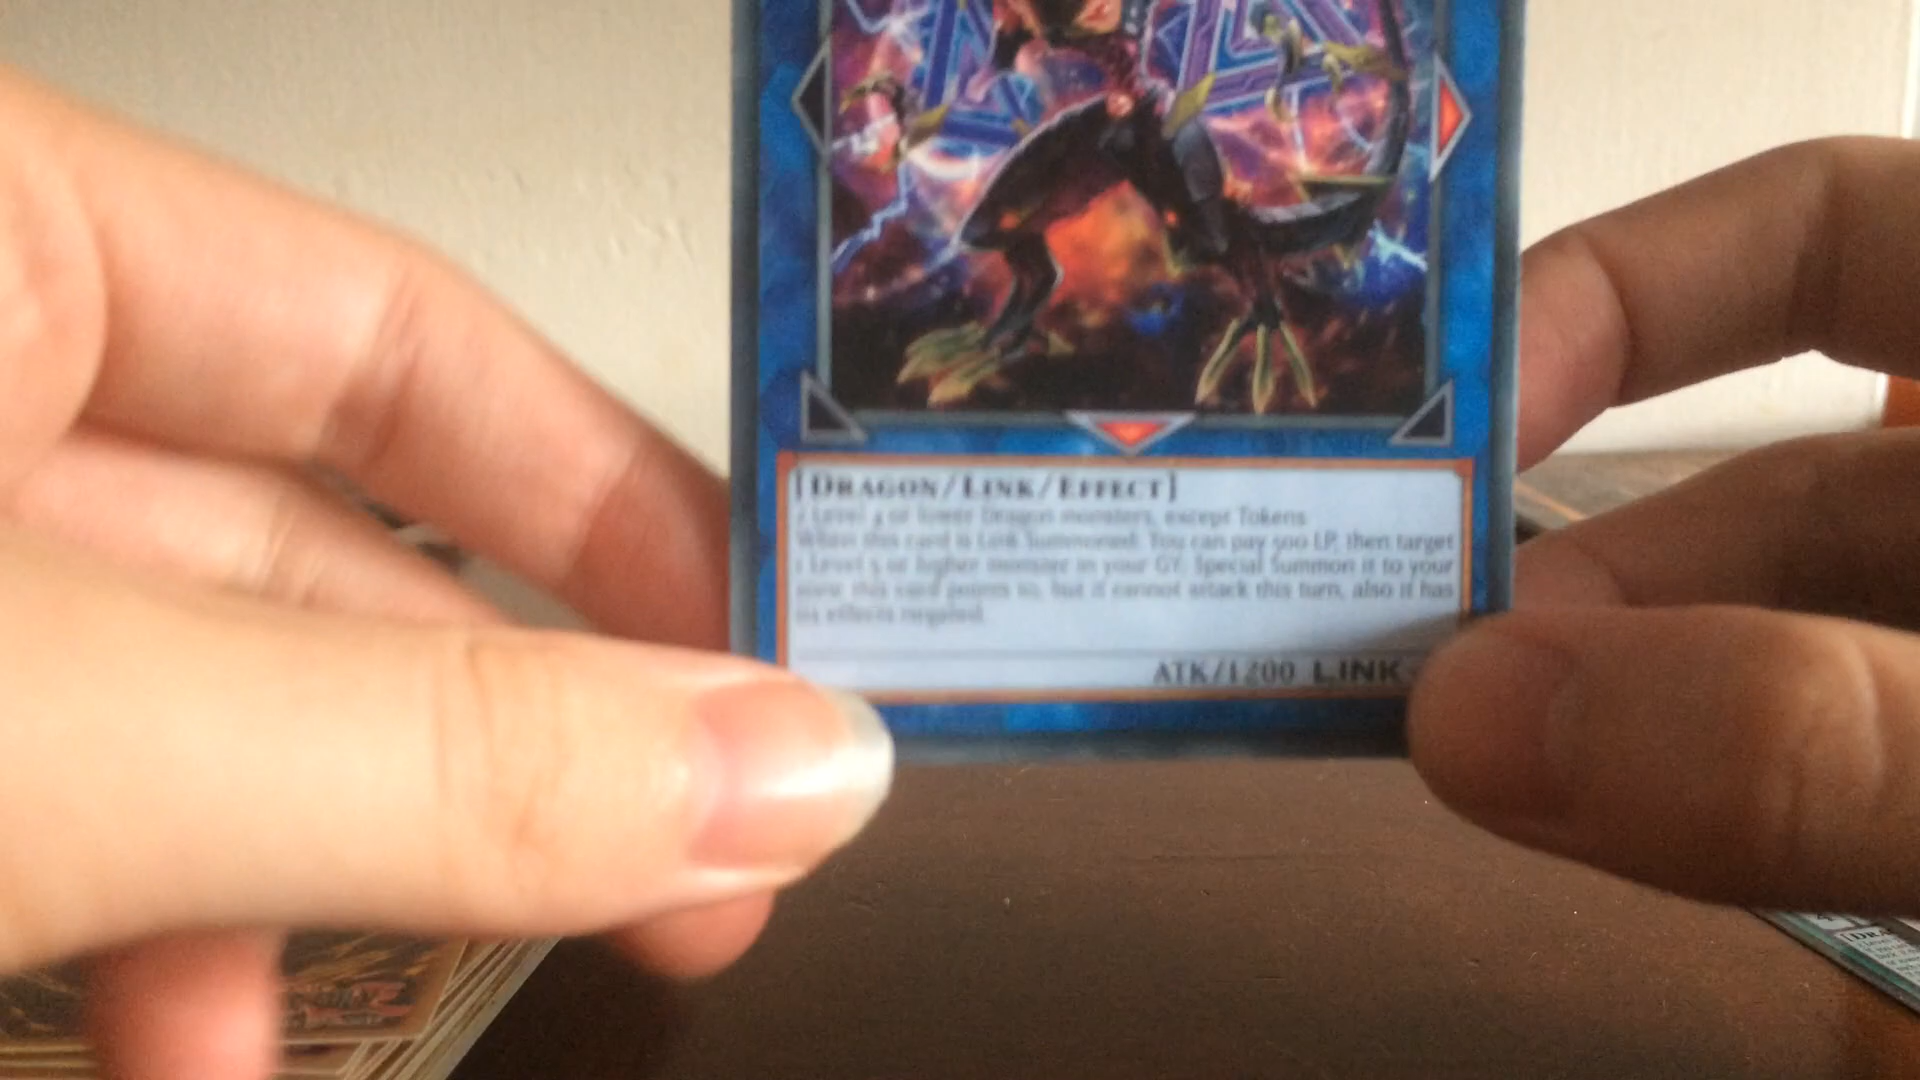 [DRAGON/LINK/EFFECT]
2 Level 4 or lower Dragon monsters, except Tokens
When this card is Link Summoned: You can pay 500 LP, then target
1 Level 5 or higher monster in your GY; Special Summon it to your
zone this card points to, but it cannot attack this turn, also it has
its effects negated.
ATK/1200 LINK
4
[DRA